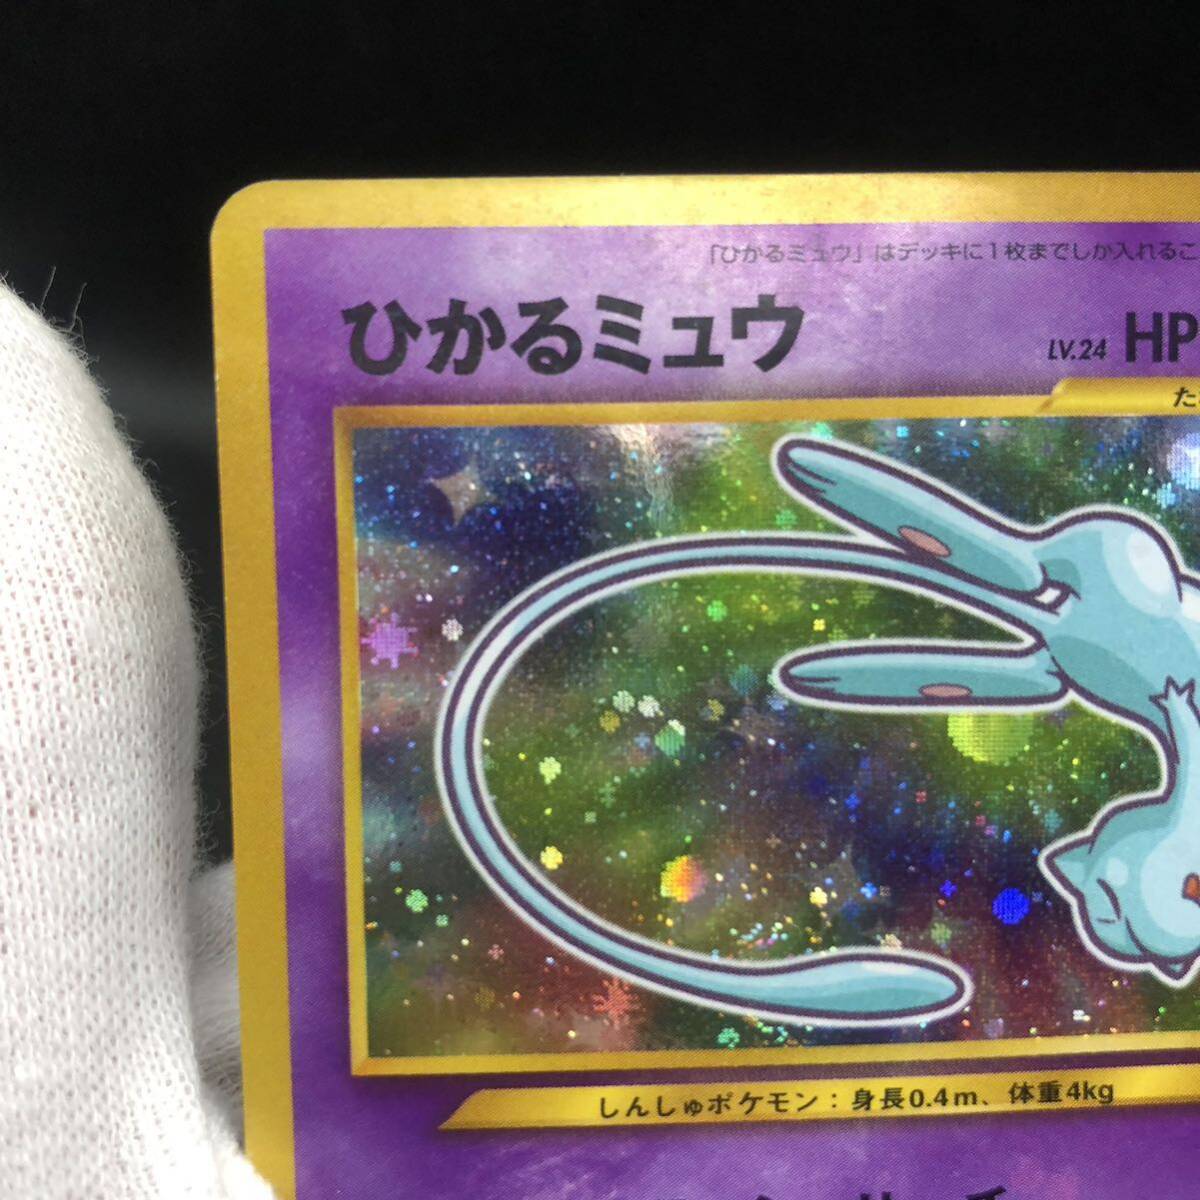 「ひかるミュウ」はデッキに1枚までしか入れるこ
ひかるミュウ LV.24 HP
た
しんしゅポケモン：身長0.4m、体重4kg